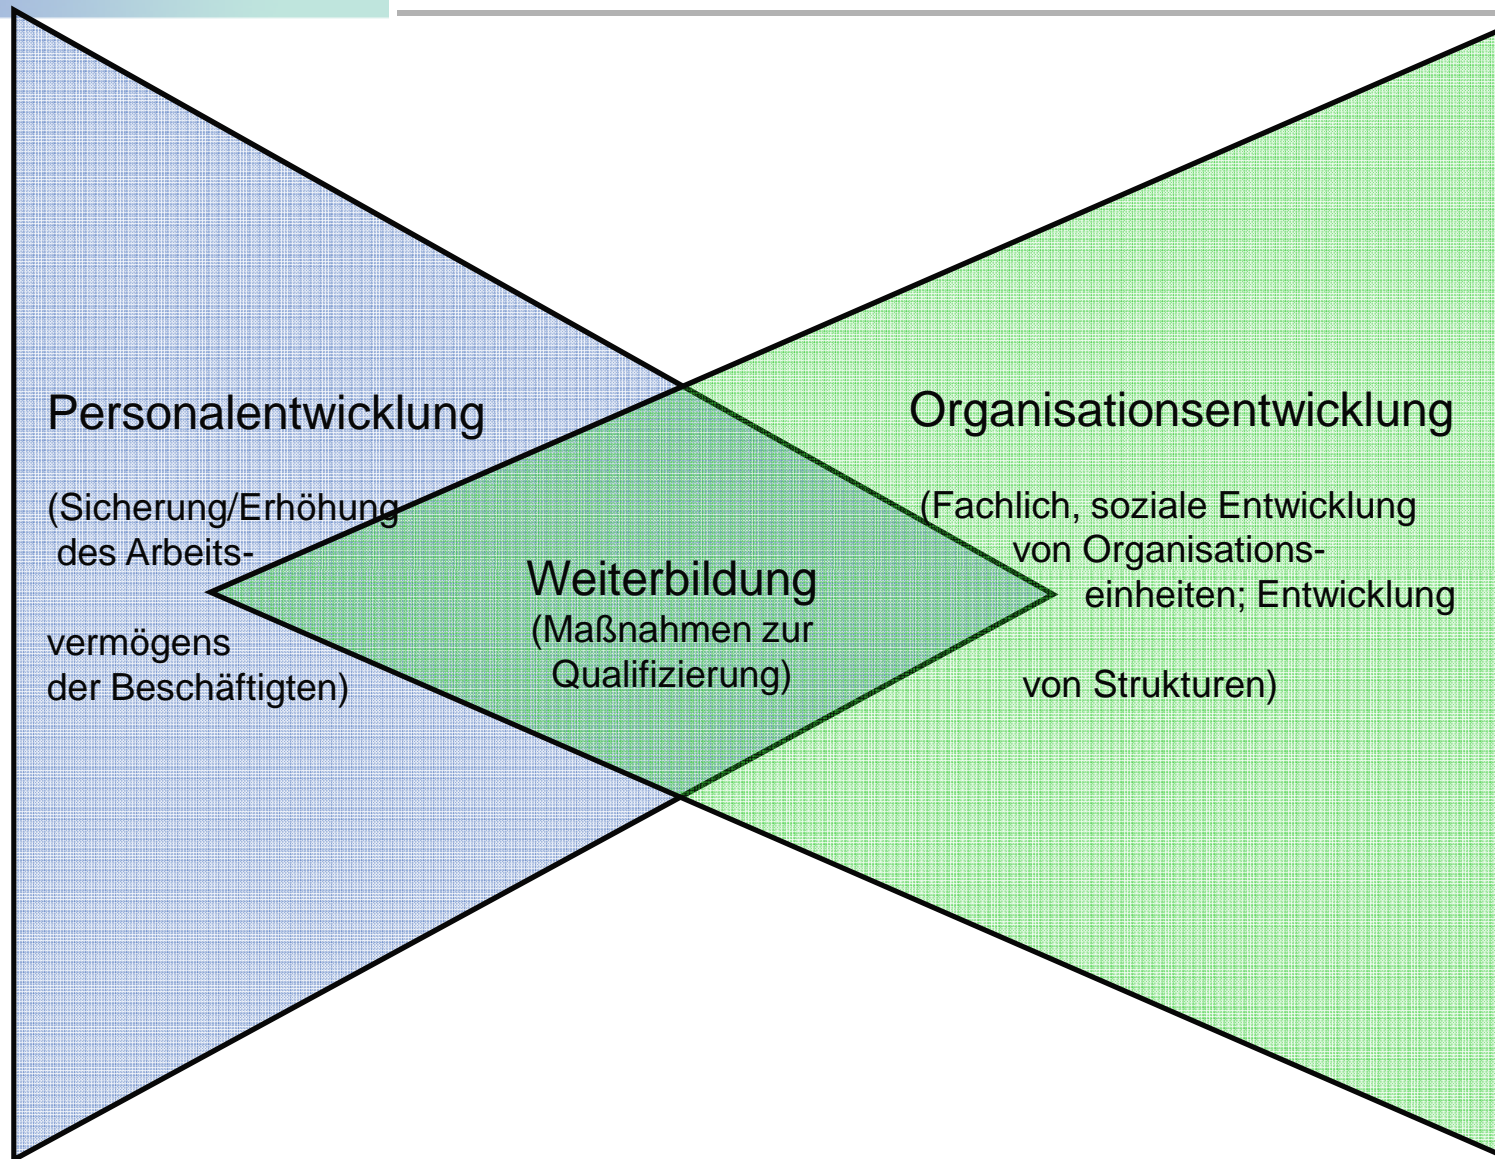 Personalentwicklung
(Sicherung/Erhöhung
des Arbeits-
vermögens
der Beschäftigten)
Weiterbildung
(Maßnahmen zur
Qualifizierung)
Organisationsentwicklung
(Fachlich, soziale Entwicklung
von Organisations-
einheiten; Entwicklung
von Strukturen)